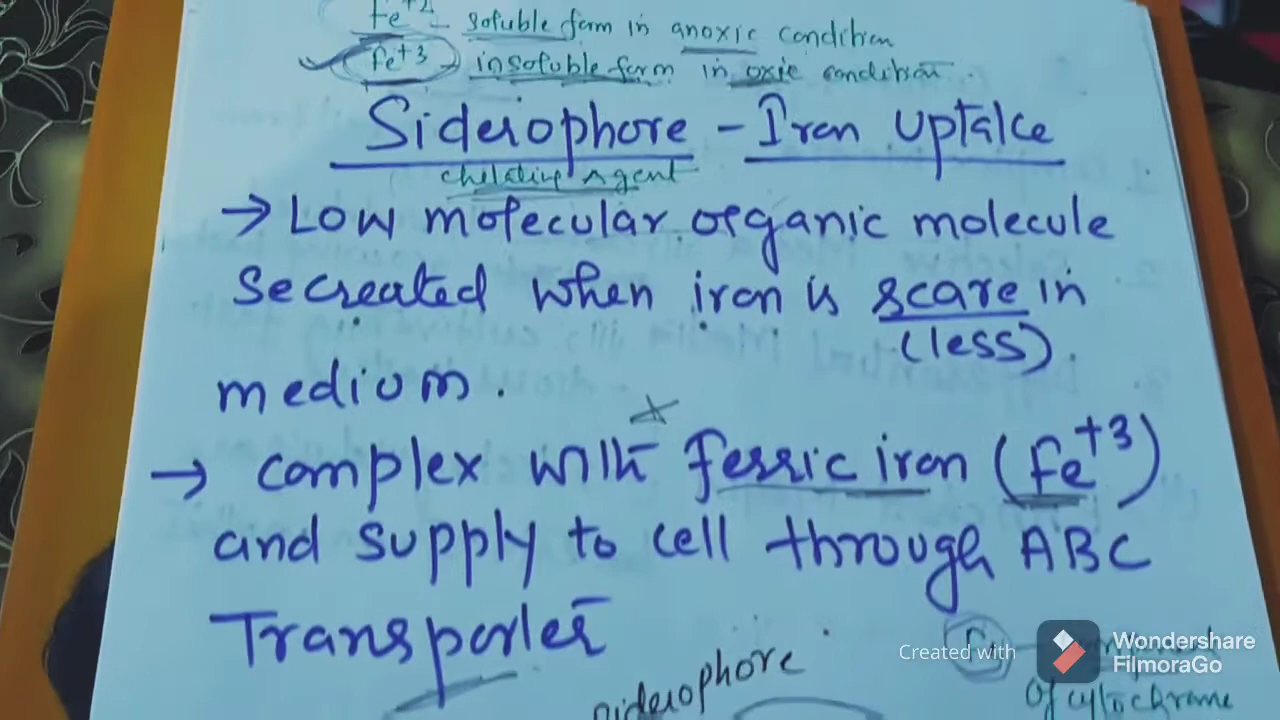 Fe+2 - soluble form in anoxic condition
Fe+3 - insoluble form in oxic condition.
Siderophore - Iron uptake
chelating Agent
→ Low molecular organic molecule
secreated when iron is scare in
(less)
medium.
→ complex with ferric iron (Fe+3)
and supply to cell through ABC
Transporter
siderophore
Created with
Wondershare
FilmoraGo
of cytochrome